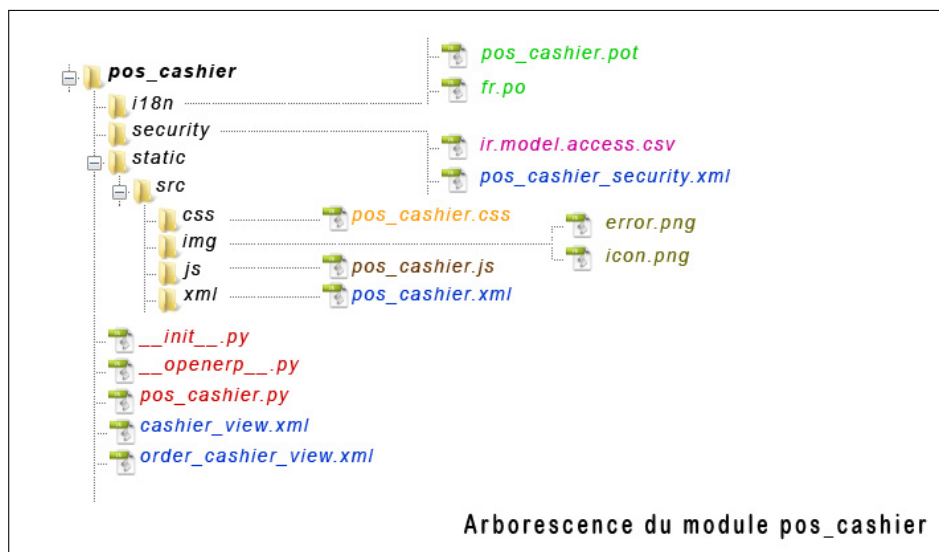 pos_cashier
i18n
pos_cashier.pot
fr.po
security
ir.model.access.csv
pos_cashier_security.xml
static
src
css
pos_cashier.css
img
error.png
icon.png
js
pos_cashier.js
xml
pos_cashier.xml
__init__.py
__openerp__.py
pos_cashier.py
cashier_view.xml
order_cashier_view.xml
Arborescence du module pos_cashier